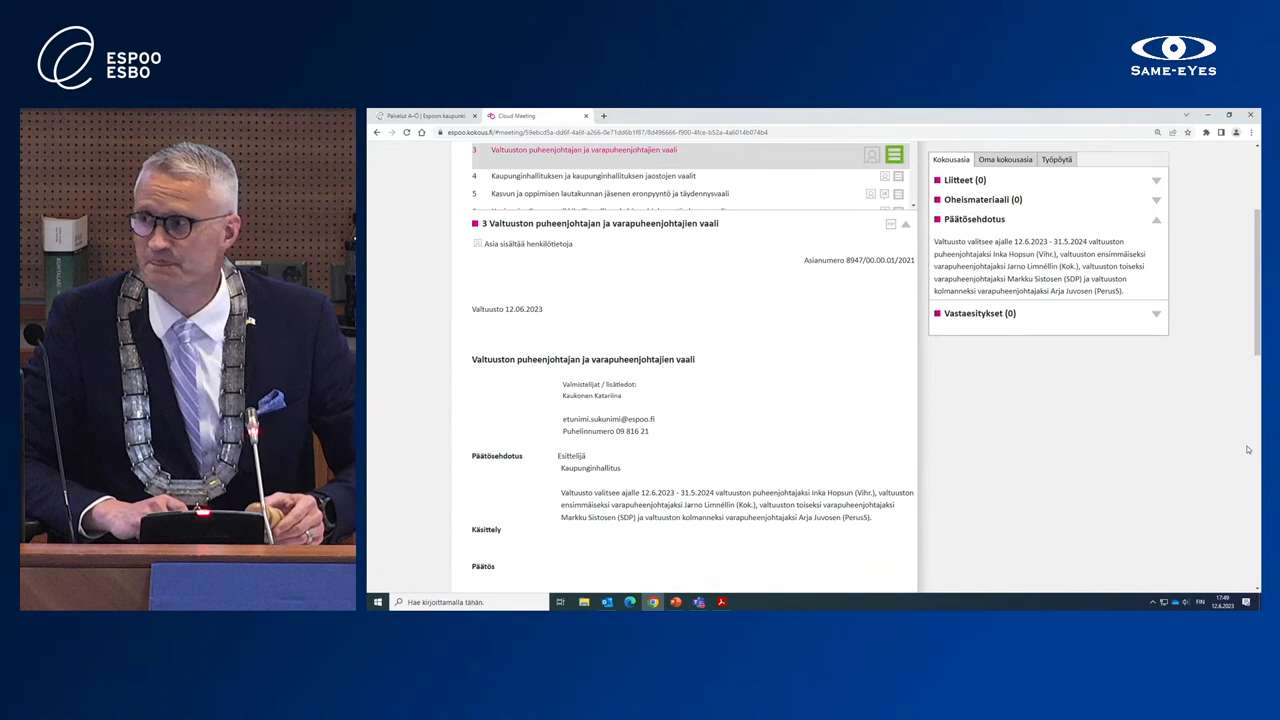 ESPOO
ESBO
SAME-EYES
Palvelut A–Ö | Espoon kaupunki
Cloud Meeting
espoo.kokous.fi/#meeting/59ebcd5a-dd6f-4a6f-a266-0e71dd6b1f87/8d496666-f900-4fce-b52a-4a6014b074b4
3 Valtuuston puheenjohtajan ja varapuheenjohtajien vaali
4 Kaupunginhallituksen ja kaupunginhallituksen jaostojen vaalit
5 Kasvun ja oppimisen lautakunnan jäsenen eronpyyntö ja täydennysvaali
3 Valtuuston puheenjohtajan ja varapuheenjohtajien vaali
Asia sisältää henkilötietoja
Asianumero 8947/00.00.01/2021
Valtuusto 12.06.2023
Valtuuston puheenjohtajan ja varapuheenjohtajien vaali
Valmistelijat / lisätiedot:
Kaukonen Katariina
etunimi.sukunimi@espoo.fi
Puhelinnumero 09 816 21
Päätösehdotus Esittelijä
Kaupunginhallitus
Valtuusto valitsee ajalle 12.6.2023 - 31.5.2024 valtuuston puheenjohtajaksi Inka Hopsun (Vihr.), valtuuston
ensimmäiseksi varapuheenjohtajaksi Jarno Limnéllin (Kok.), valtuuston toiseksi varapuheenjohtajaksi
Markku Sistosen (SDP) ja valtuuston kolmanneksi varapuheenjohtajaksi Arja Juvosen (PerusS).
Käsittely
Päätös
Kokousasia Oma kokousasia Työpöytä
Liitteet (0)
Oheismateriaali (0)
Päätösehdotus
Valtuusto valitsee ajalle 12.6.2023 - 31.5.2024 valtuuston
puheenjohtajaksi Inka Hopsun (Vihr.), valtuuston ensimmäiseksi
varapuheenjohtajaksi Jarno Limnéllin (Kok.), valtuuston toiseksi
varapuheenjohtajaksi Markku Sistosen (SDP) ja valtuuston
kolmanneksi varapuheenjohtajaksi Arja Juvosen (PerusS).
Vastaesitykset (0)
Hae kirjoittamalla tähän.
FIN
17:49
12.6.2023